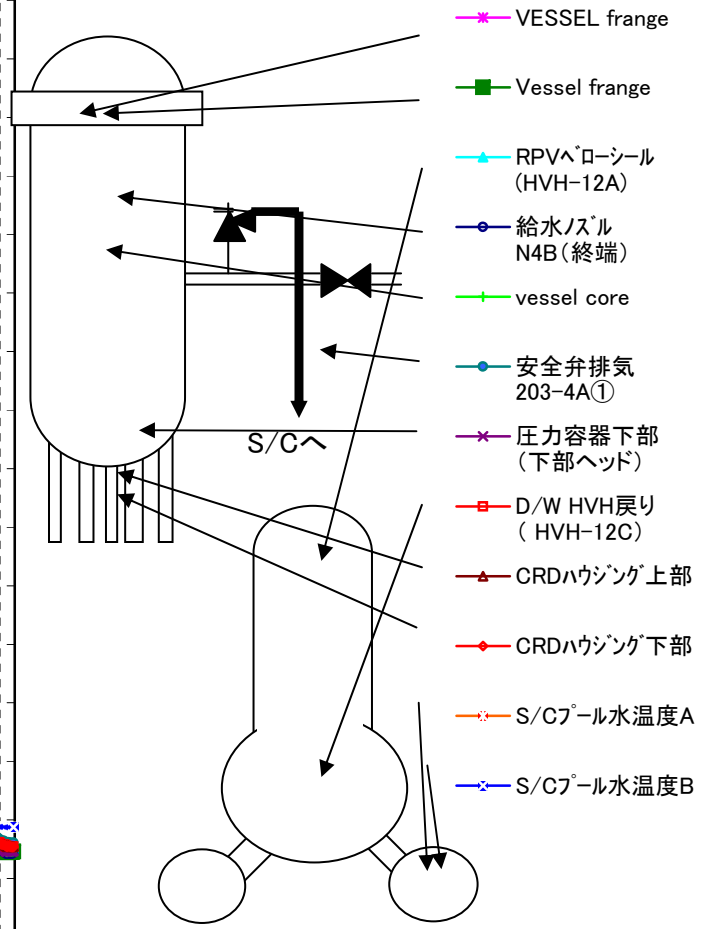 VESSEL frange
Vessel frange
RPVﾍﾞﾛｰｼｰﾙ
(HVH-12A)
給水ﾉｽﾞﾙ
N4B(終端)
vessel core
安全弁排気
203-4A①
圧力容器下部
(下部ﾍｯﾄﾞ)
D/W HVH戻り
( HVH-12C)
CRDﾊｳｼﾞﾝｸﾞ上部
CRDﾊｳｼﾞﾝｸﾞ下部
S/Cﾌﾟｰﾙ水温度A
S/Cﾌﾟｰﾙ水温度B
S/Cへ